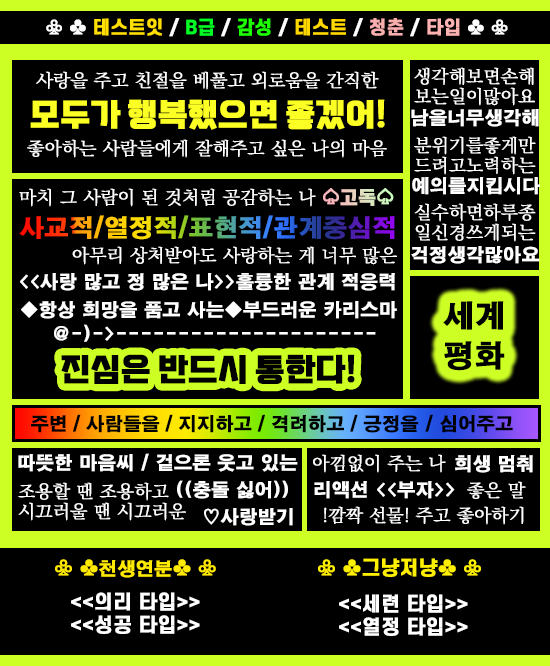 ♧ ♣ 테스트잇 / B급 / 감성 / 테스트 / 청춘 / 타입 ♣ ♧
사랑을 주고 친절을 베풀고 외로움을 간직한
모두가 행복했으면 좋겠어!
좋아하는 사람들에게 잘해주고 싶은 나의 마음
생각해보면손해
보는일이많아요
남을너무생각해
분위기를좋게만
드려고노력하는
예의를지킵시다
실수하면하루종
일신경쓰게되는
걱정생각많아요
마치 그 사람이 된 것처럼 공감하는 나 ♤고독♤
사교적/열정적/표현적/관계중심적
아무리 상처받아도 사랑하는 게 너무 많은
<<사랑 많고 정 많은 나>>훌륭한 관계 적응력
◆항상 희망을 품고 사는◆부드러운 카리스마
@-)->----------------------
진심은 반드시 통한다!
세계
평화
주변 / 사람들을 / 지지하고 / 격려하고 / 긍정을 / 심어주고
따뜻한 마음씨 / 겉으론 웃고 있는
조용할 땐 조용하고 ((충돌 싫어))
시끄러울 땐 시끄러운 ♡사랑받기
아낌없이 주는 나 희생 멈춰
리액션 <<부자>> 좋은 말
!깜짝 선물! 주고 좋아하기
♧ ♣천생연분♣ ♧
<<의리 타입>>
<<성공 타입>>
♧ ♣그냥저냥♣ ♧
<<세련 타입>>
<<열정 타입>>